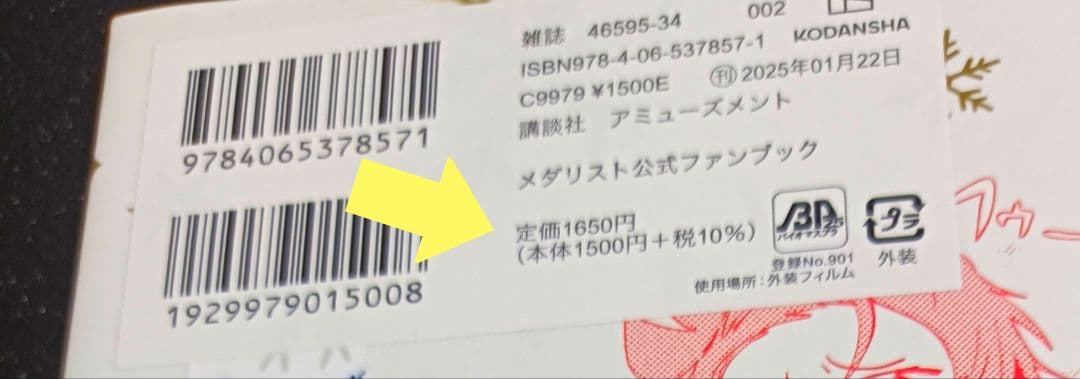 9784065378571
1929979015008
雑誌 46595-34
002
ISBN978-4-06-537857-1
KODANSHA
C9979 ¥1500E
㊞2025年01月22日
講談社 アミューズメント
メダリスト公式ファンブック
定価1650円
(本体1500円+税10%)
バイオマスプラ
25
登録No.901
使用場所:外装フィルム
プラ
外装
フゥー